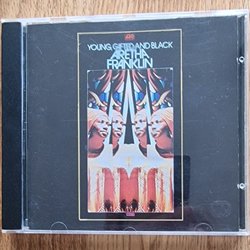 YOUNG, GIFTED AND BLACK
ARETHA
FRANKLIN